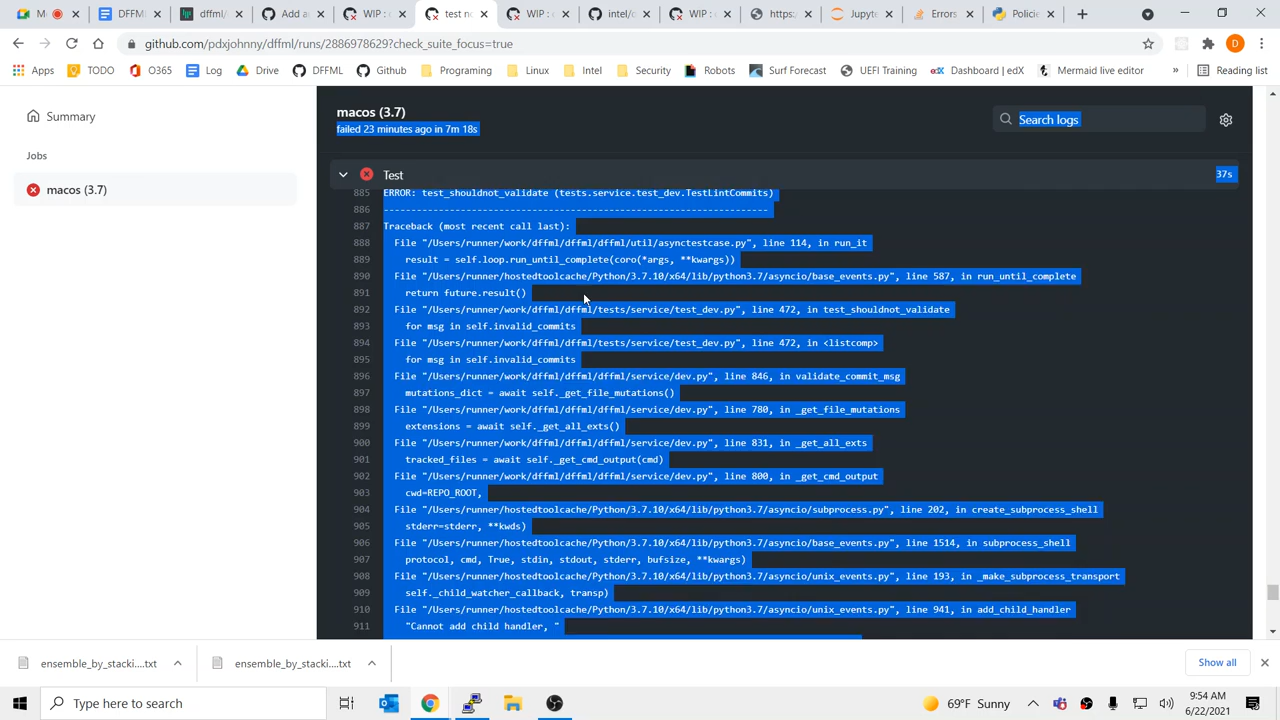 M
DFFML
dffml/
Add a
WIP :
test n
WIP : c
intel/d
WIP : c
https:
Jupyte
Errors
Policie
github.com/pdxjohnny/dffml/runs/2886978629?check_suite_focus=true
Apps
TODO
O365
Log
Drive
DFFML
Github
Programing
Linux
Intel
Security
Robots
Surf Forecast
UEFI Training
Dashboard | edX
Mermaid live editor
»
Reading list
Summary
Jobs
macos (3.7)
macos (3.7)
failed 23 minutes ago in 7m 18s
Search logs
Test
37s
885 ERROR: test_shouldnot_validate (tests.service.test_dev.TestLintCommits)
886 ----------------------------------------------------------------------
887 Traceback (most recent call last):
888 File "/Users/runner/work/dffml/dffml/dffml/util/asynctestcase.py", line 114, in run_it
889 result = self.loop.run_until_complete(coro(*args, **kwargs))
890 File "/Users/runner/hostedtoolcache/Python/3.7.10/x64/lib/python3.7/asyncio/base_events.py", line 587, in run_until_complete
891 return future.result()
892 File "/Users/runner/work/dffml/dffml/tests/service/test_dev.py", line 472, in test_shouldnot_validate
893 for msg in self.invalid_commits
894 File "/Users/runner/work/dffml/dffml/tests/service/test_dev.py", line 472, in <listcomp>
895 for msg in self.invalid_commits
896 File "/Users/runner/work/dffml/dffml/dffml/service/dev.py", line 846, in validate_commit_msg
897 mutations_dict = await self._get_file_mutations()
898 File "/Users/runner/work/dffml/dffml/dffml/service/dev.py", line 780, in _get_file_mutations
899 extensions = await self._get_all_exts()
900 File "/Users/runner/work/dffml/dffml/dffml/service/dev.py", line 831, in _get_all_exts
901 tracked_files = await self._get_cmd_output(cmd)
902 File "/Users/runner/work/dffml/dffml/dffml/service/dev.py", line 800, in _get_cmd_output
903 cwd=REPO_ROOT,
904 File "/Users/runner/hostedtoolcache/Python/3.7.10/x64/lib/python3.7/asyncio/subprocess.py", line 202, in create_subprocess_shell
905 stderr=stderr, **kwds)
906 File "/Users/runner/hostedtoolcache/Python/3.7.10/x64/lib/python3.7/asyncio/base_events.py", line 1514, in subprocess_shell
907 protocol, cmd, True, stdin, stdout, stderr, bufsize, **kwargs)
908 File "/Users/runner/hostedtoolcache/Python/3.7.10/x64/lib/python3.7/asyncio/unix_events.py", line 193, in _make_subprocess_transport
909 self._child_watcher_callback, transp)
910 File "/Users/runner/hostedtoolcache/Python/3.7.10/x64/lib/python3.7/asyncio/unix_events.py", line 941, in add_child_handler
911 "Cannot add child handler, "
ensemble_by_stacki....txt
ensemble_by_stacki....txt
Show all
Type here to search
69°F Sunny
9:54 AM
6/22/2021